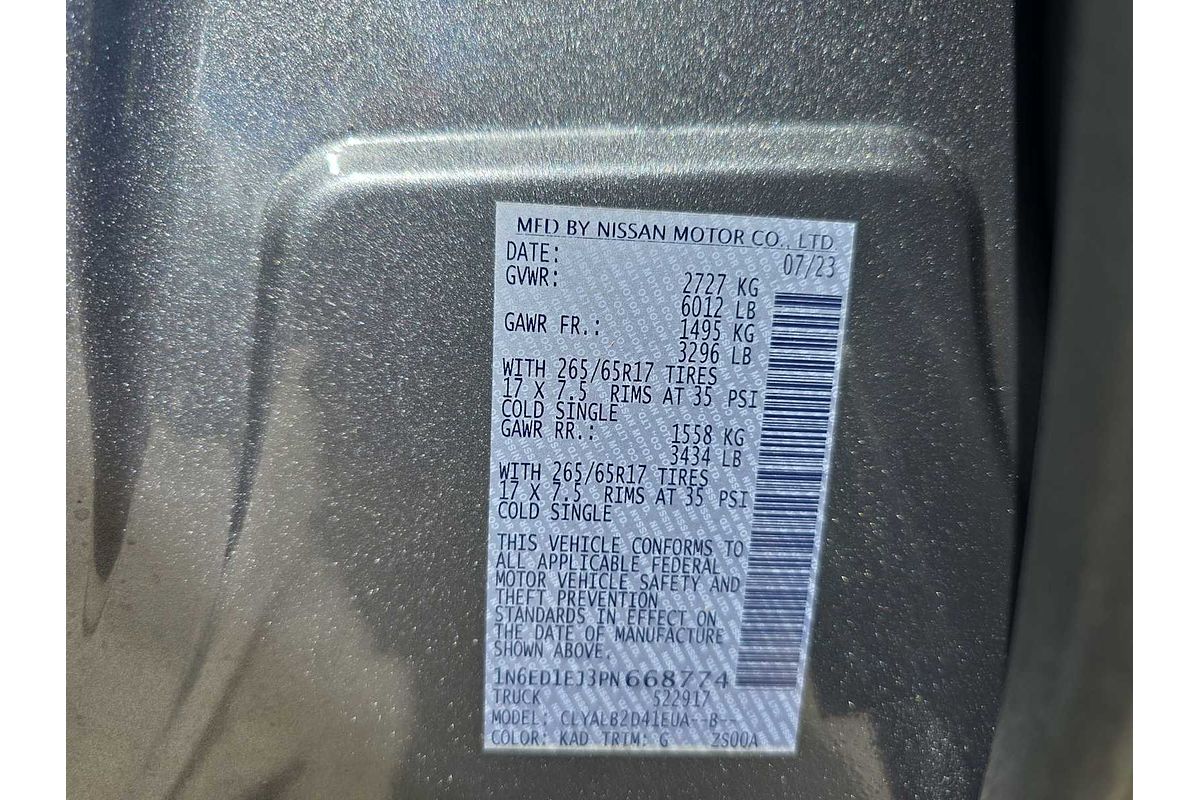 MFD BY NISSAN MOTOR CO., LTD.
DATE: 07/23
GVWR: 2727 KG
6012 LB
GAWR FR.: 1495 KG
3296 LB
WITH 265/65R17 TIRES
17 X 7.5 RIMS AT 35 PSI
COLD SINGLE
GAWR RR.: 1558 KG
3434 LB
WITH 265/65R17 TIRES
17 X 7.5 RIMS AT 35 PSI
COLD SINGLE
THIS VEHICLE CONFORMS TO
ALL APPLICABLE FEDERAL
MOTOR VEHICLE SAFETY AND
THEFT PREVENTION
STANDARDS IN EFFECT ON
THE DATE OF MANUFACTURE
SHOWN ABOVE.
1N6ED1EJ3PN668774
TRUCK 522917
MODEL: CLYALB2D41EUA--B--
COLOR: KAD TRIM: G ZS00A